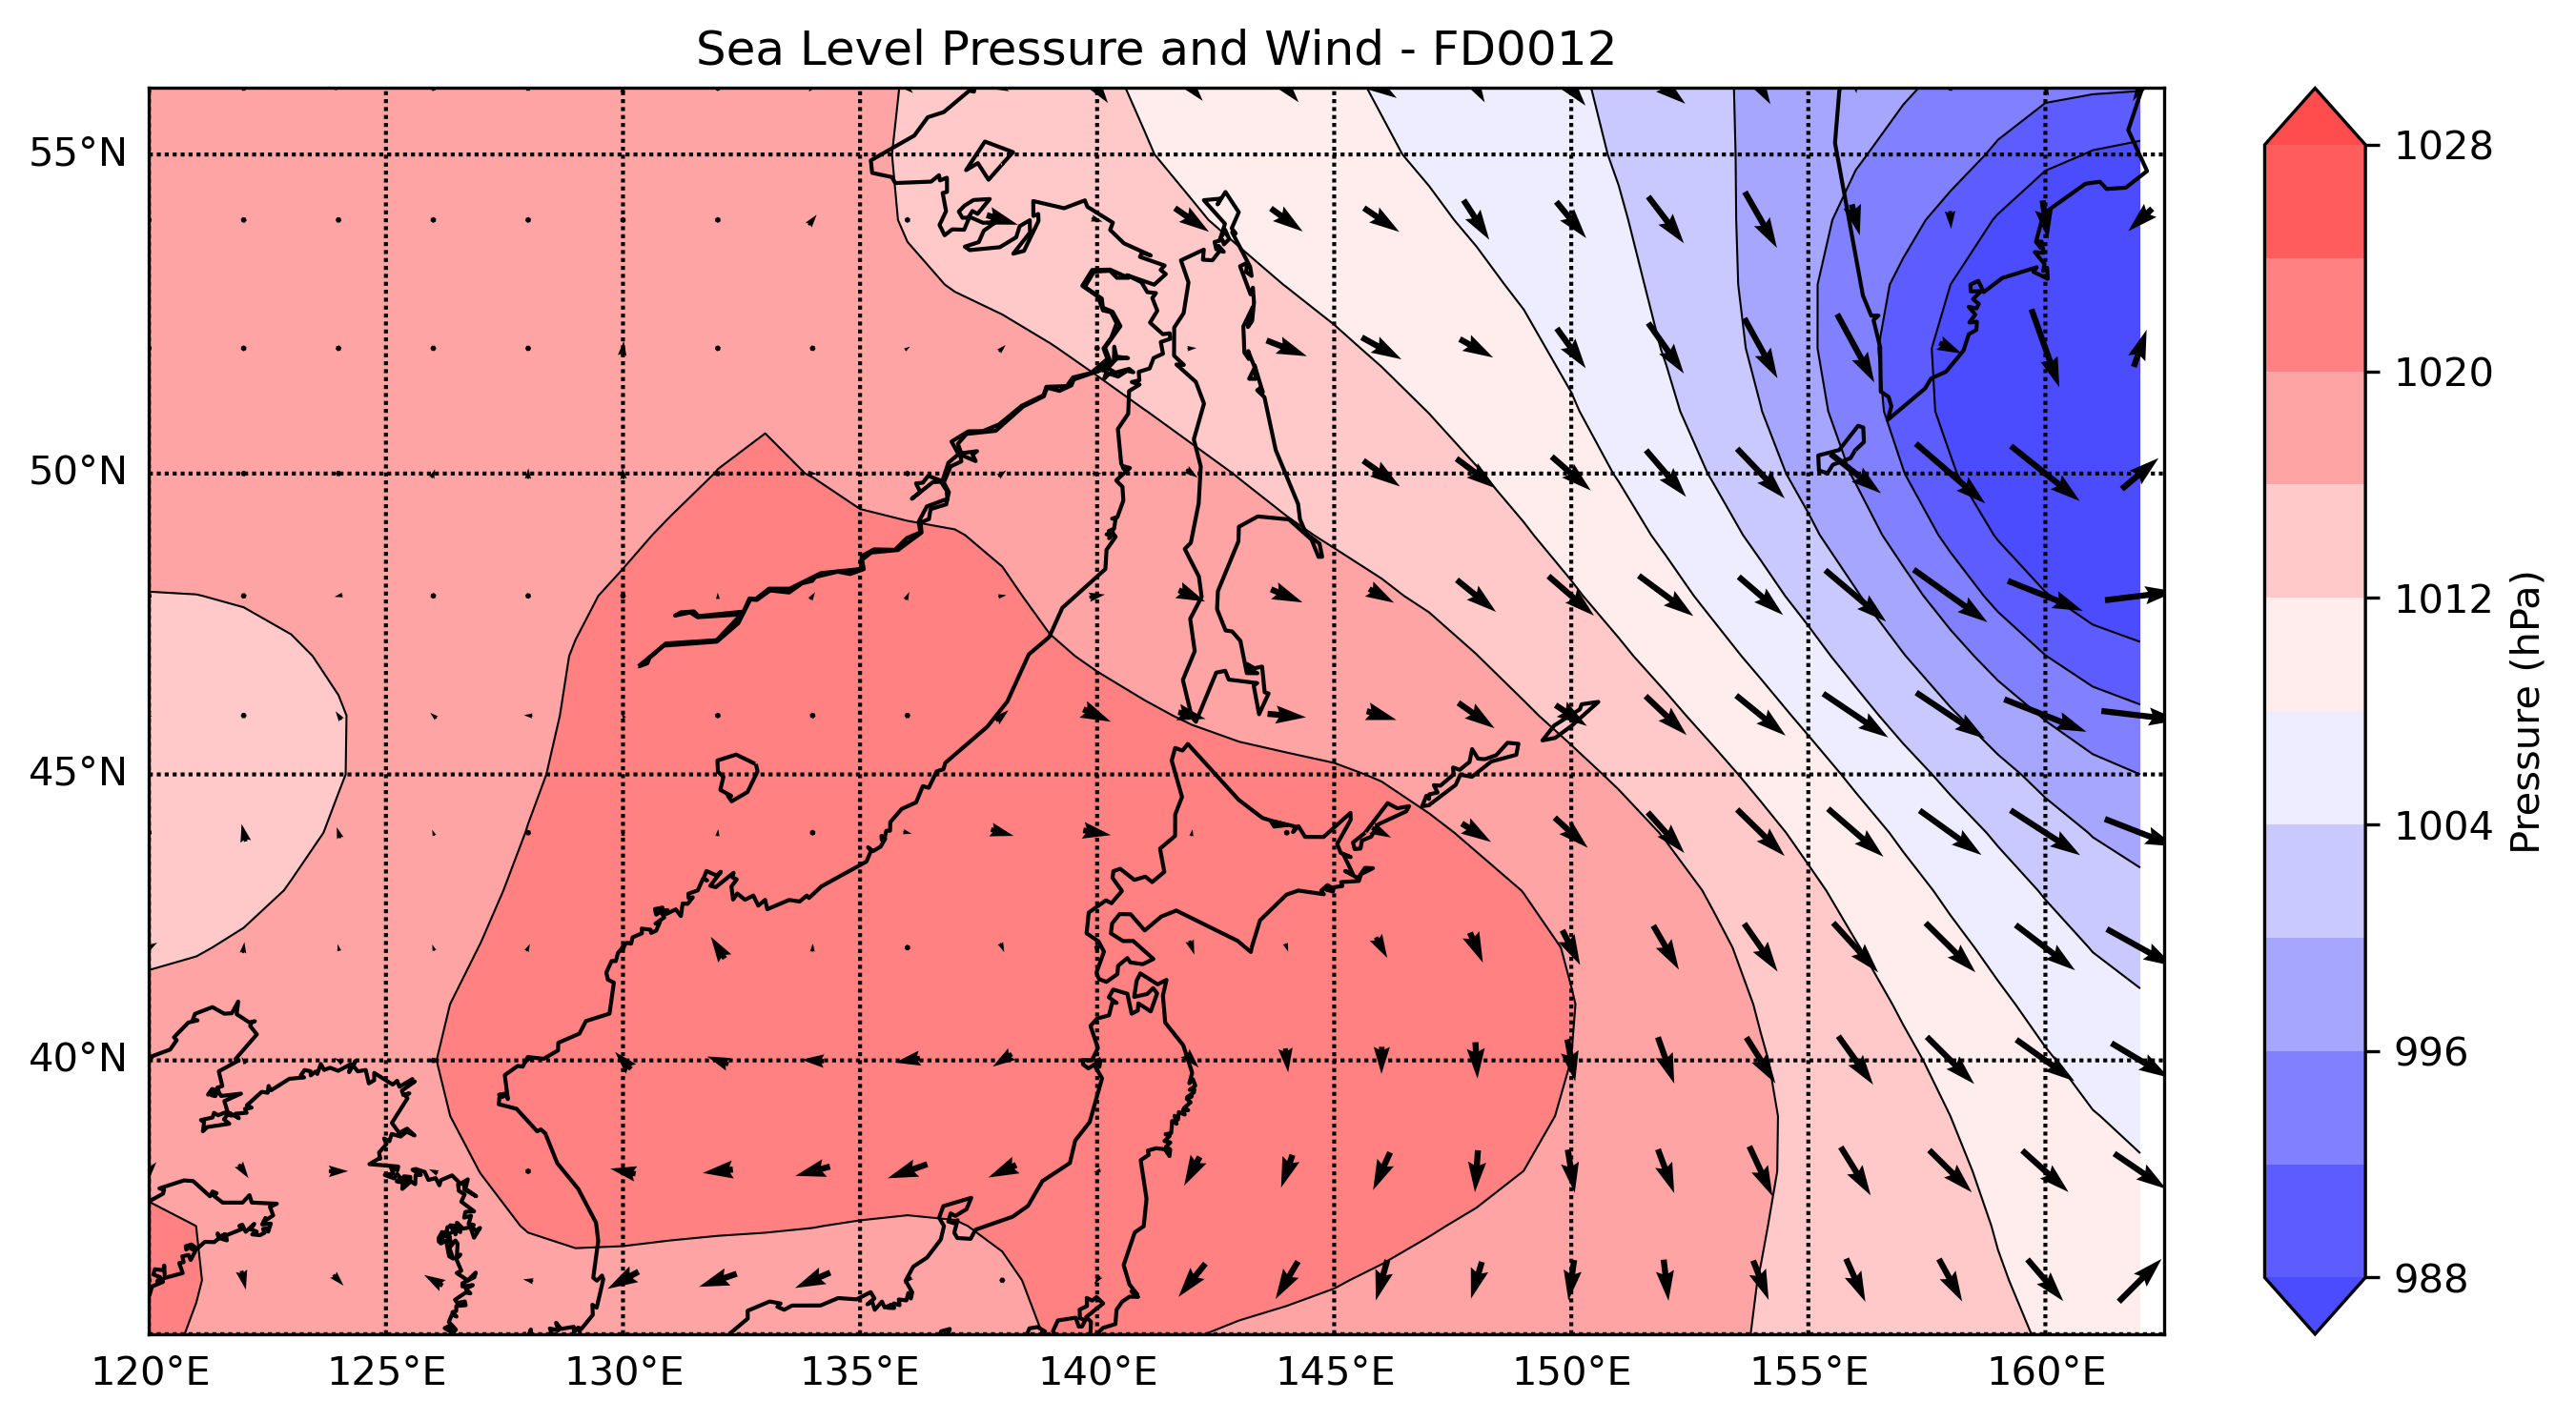 Sea Level Pressure and Wind - FD0012
55°N
50°N
45°N
40°N
120°E 125°E 130°E 135°E 140°E 145°E 150°E 155°E 160°E
1028
1020
1012
1004
996
988
Pressure (hPa)